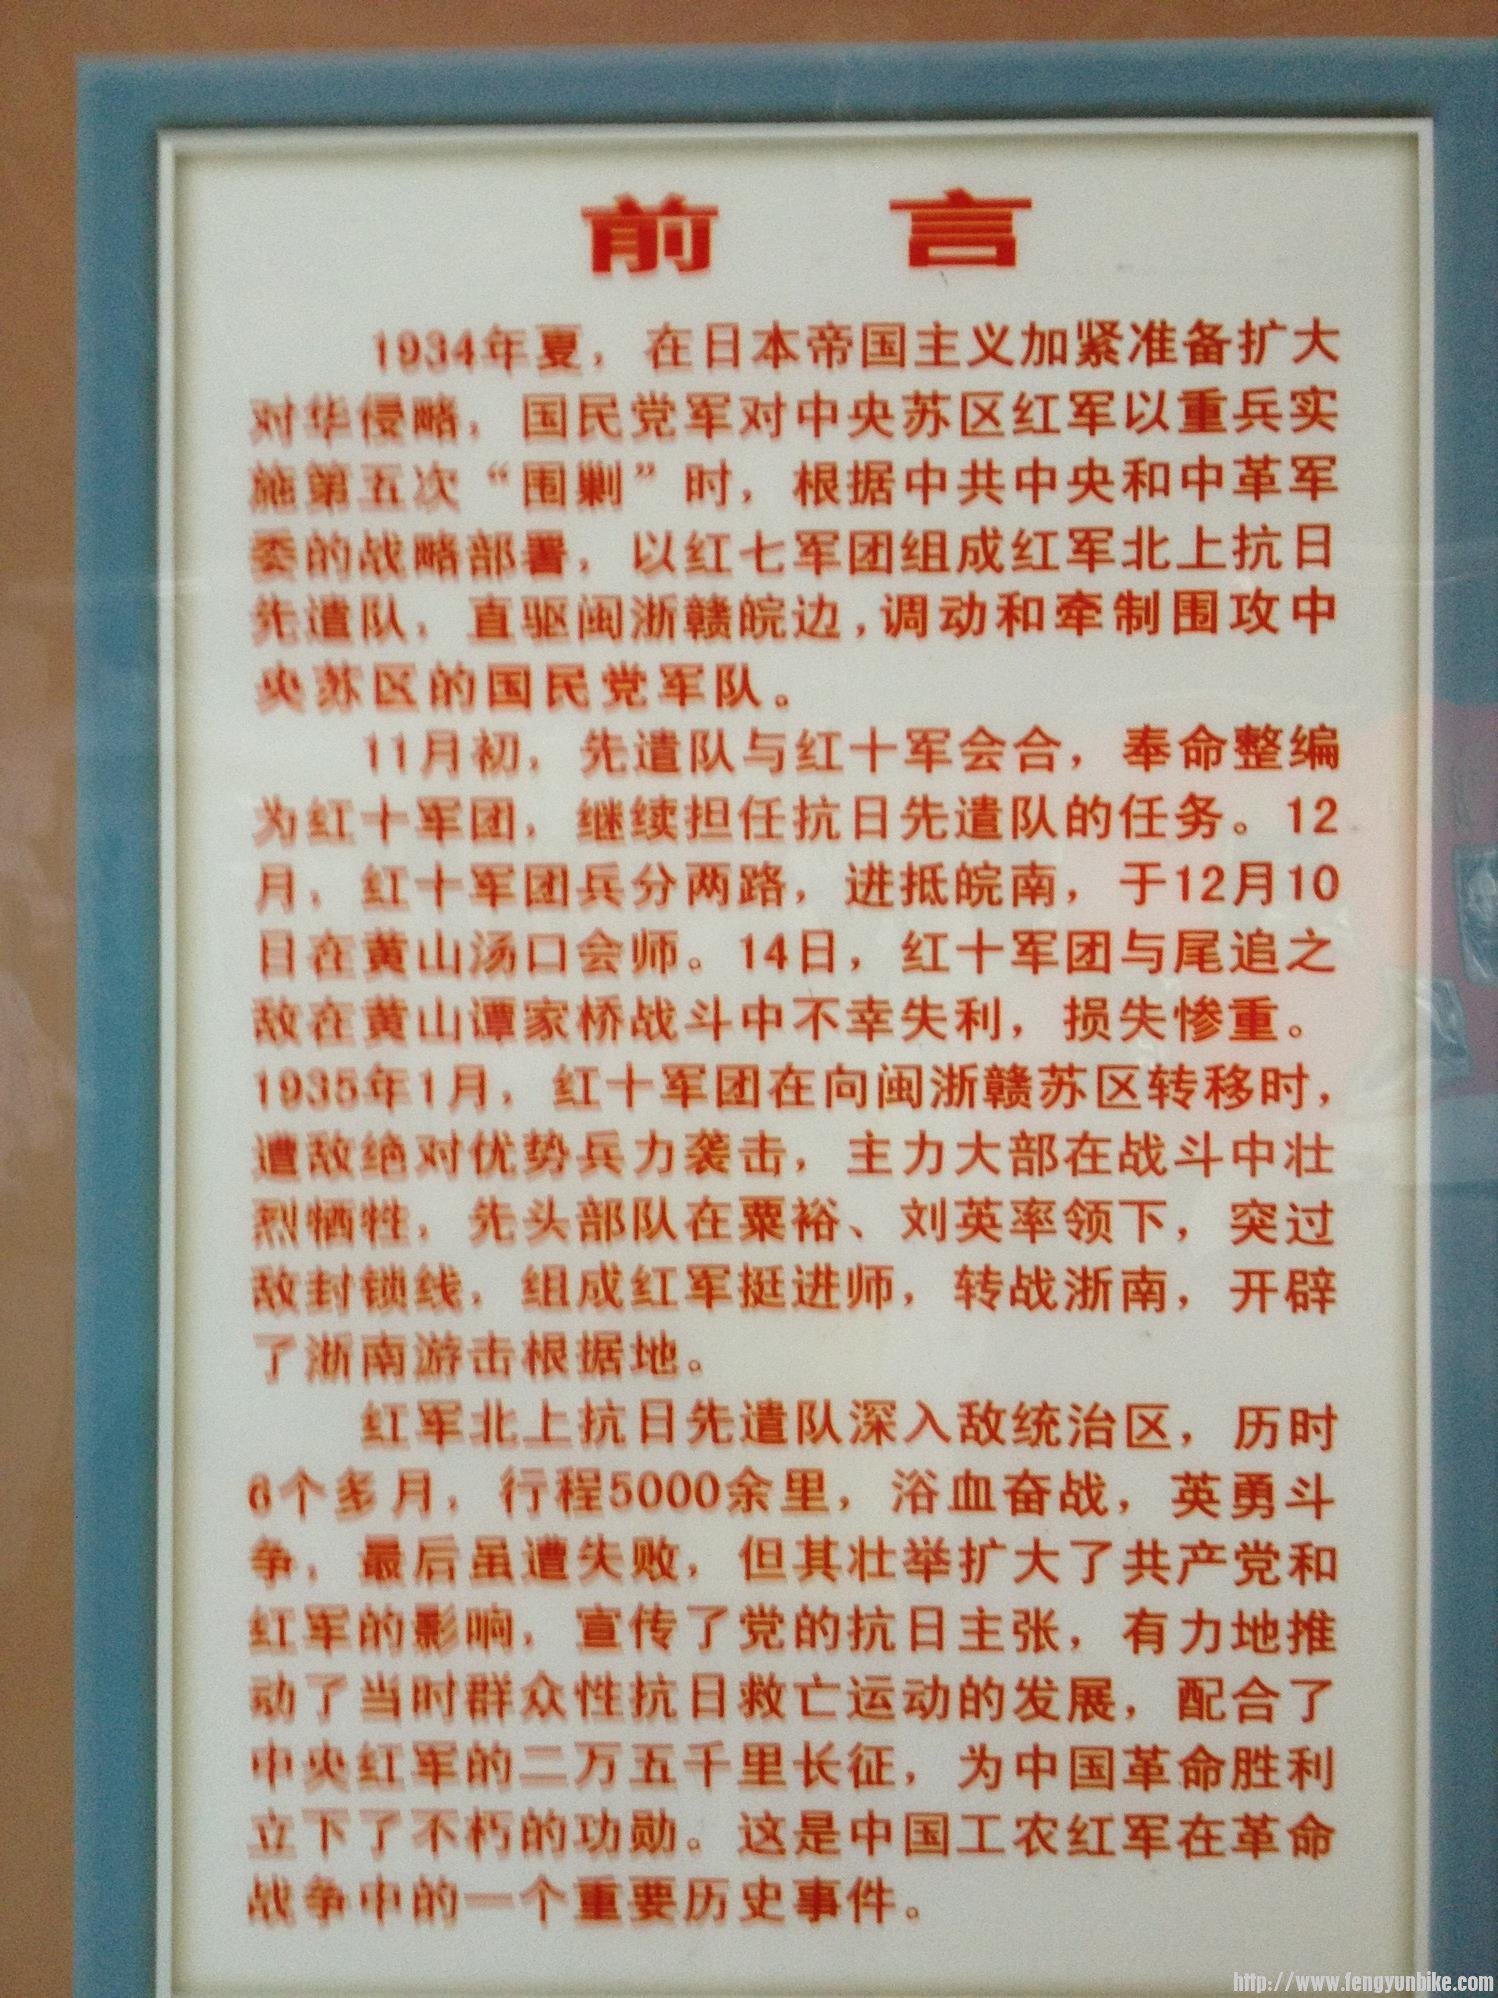 前 言
1934年夏，在日本帝国主义加紧准备扩大
对华侵略，国民党军对中央苏区红军以重兵实
施第五次“围剿”时，根据中共中央和中革军
委的战略部署，以红七军团组成红军北上抗日
先遣队，直驱闽浙赣皖边,调动和牵制围攻中
央苏区的国民党军队。
11月初，先遣队与红十军会合，奉命整编
为红十军团，继续担任抗日先遣队的任务。12
月，红十军团兵分两路，进抵皖南，于12月10
日在黄山汤口会师。14日，红十军团与尾追之
敌在黄山谭家桥战斗中不幸失利，损失惨重。
1935年1月，红十军团在向闽浙赣苏区转移时，
遭敌绝对优势兵力袭击，主力大部在战斗中壮
烈牺牲，先头部队在粟裕、刘英率领下，突过
敌封锁线，组成红军挺进师，转战浙南，开辟
了浙南游击根据地。
红军北上抗日先遣队深入敌统治区，历时
6个多月，行程5000余里，浴血奋战，英勇斗
争，最后虽遭失败，但其壮举扩大了共产党和
红军的影响，宣传了党的抗日主张，有力地推
动了当时群众性抗日救亡运动的发展，配合了
中央红军的二万五千里长征，为中国革命胜利
立下了不朽的功勋。这是中国工农红军在革命
战争中的一个重要历史事件。
http://www.fengyunbike.com